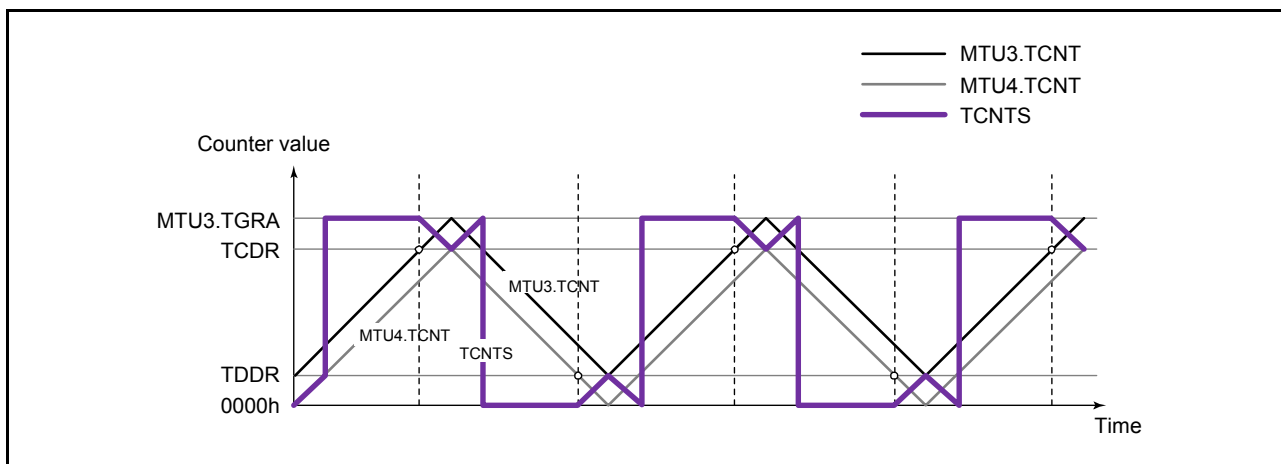 MTU3.TCNT
MTU4.TCNT
TCNTS
Counter value
MTU3.TGRA
TCDR
MTU3.TCNT
MTU4.TCNT
TCNTS
TDDR
0000h
Time